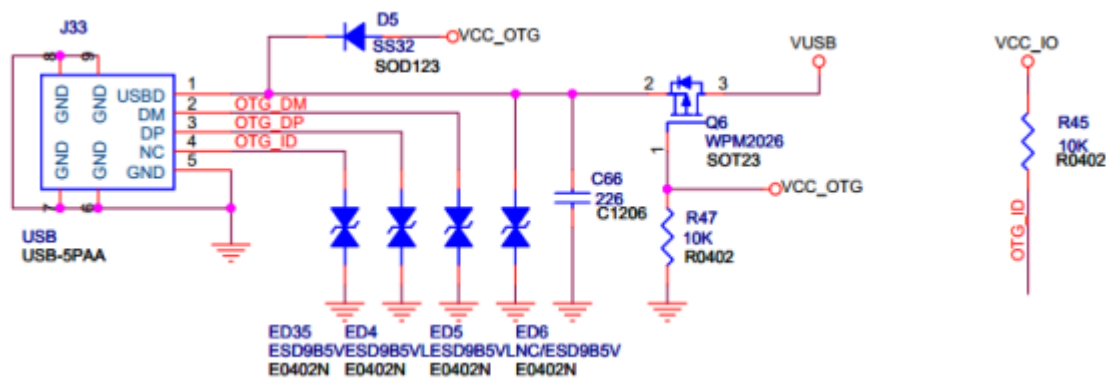 J33
D5
SS32
SOD123
VCC_OTG
VUSB
VCC_IO
8
9
GND
GND
USBD
1
2
3
DM
2
OTG_DM
DP
3
OTG_DP
NC
4
OTG_ID
GND
5
GND
GND
7
6
Q6
WPM2026
SOT23
1
R45
10K
R0402
C66
226
C1206
VCC_OTG
R47
10K
R0402
OTG_ID
USB
USB-5PAA
ED35 ED4 ED5 ED6
ESD9B5VESD9B5VLESD9B5VLNC/ESD9B5V
E0402N E0402N E0402N E0402N